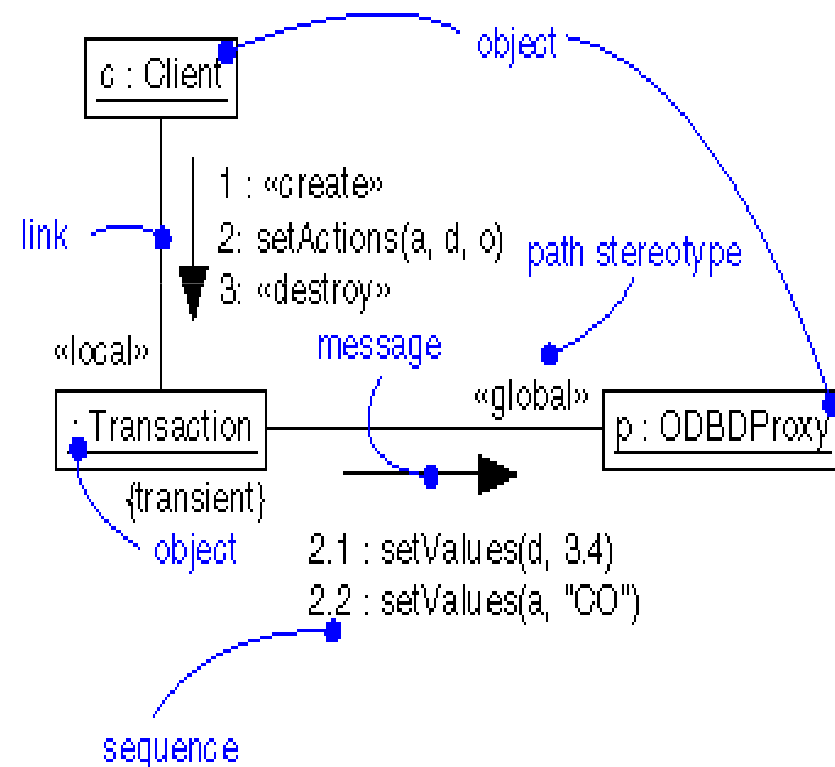 object
c : Client
1 : «create»
link
2: setActions(a, d, o)
path stereotype
3: «destroy»
«local»
message
«global»
: Transaction
p : ODBDProxy
{transient}
object
2.1 : setValues(d, 3.4)
2.2 : setValues(a, "CO")
sequence